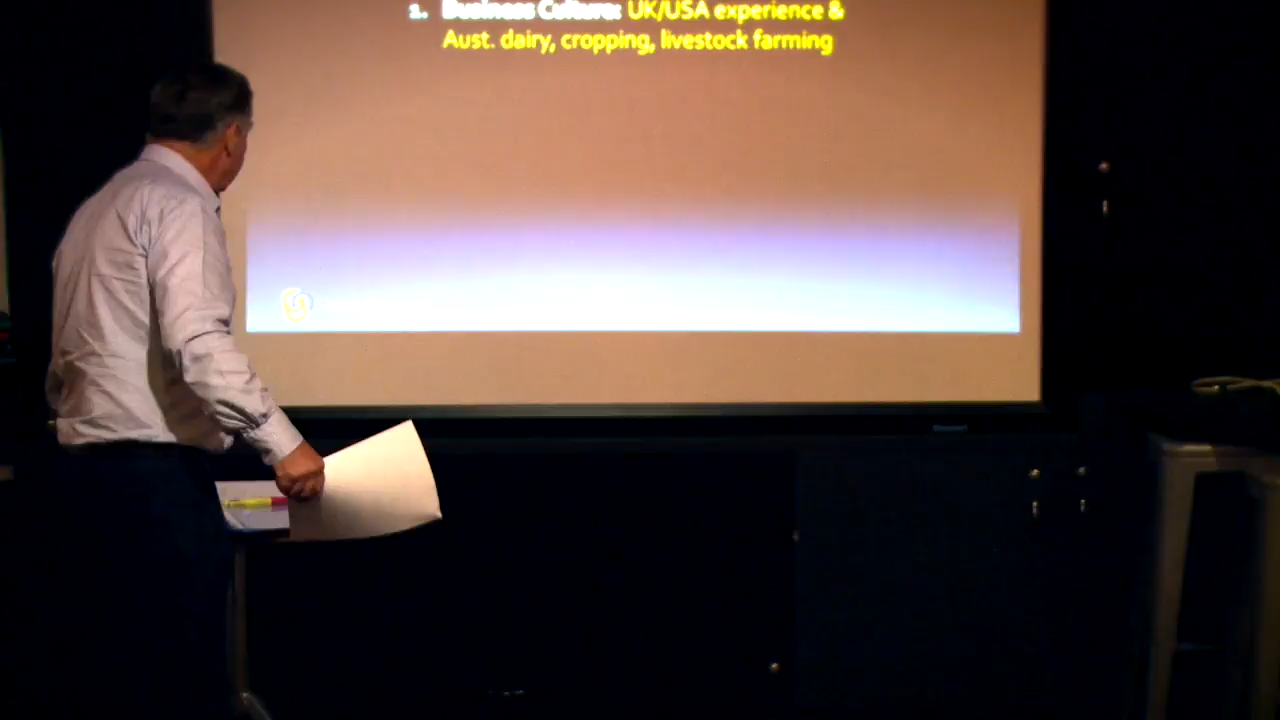 1. Business Culture: UK/USA experience &
Aust. dairy, cropping, livestock farming